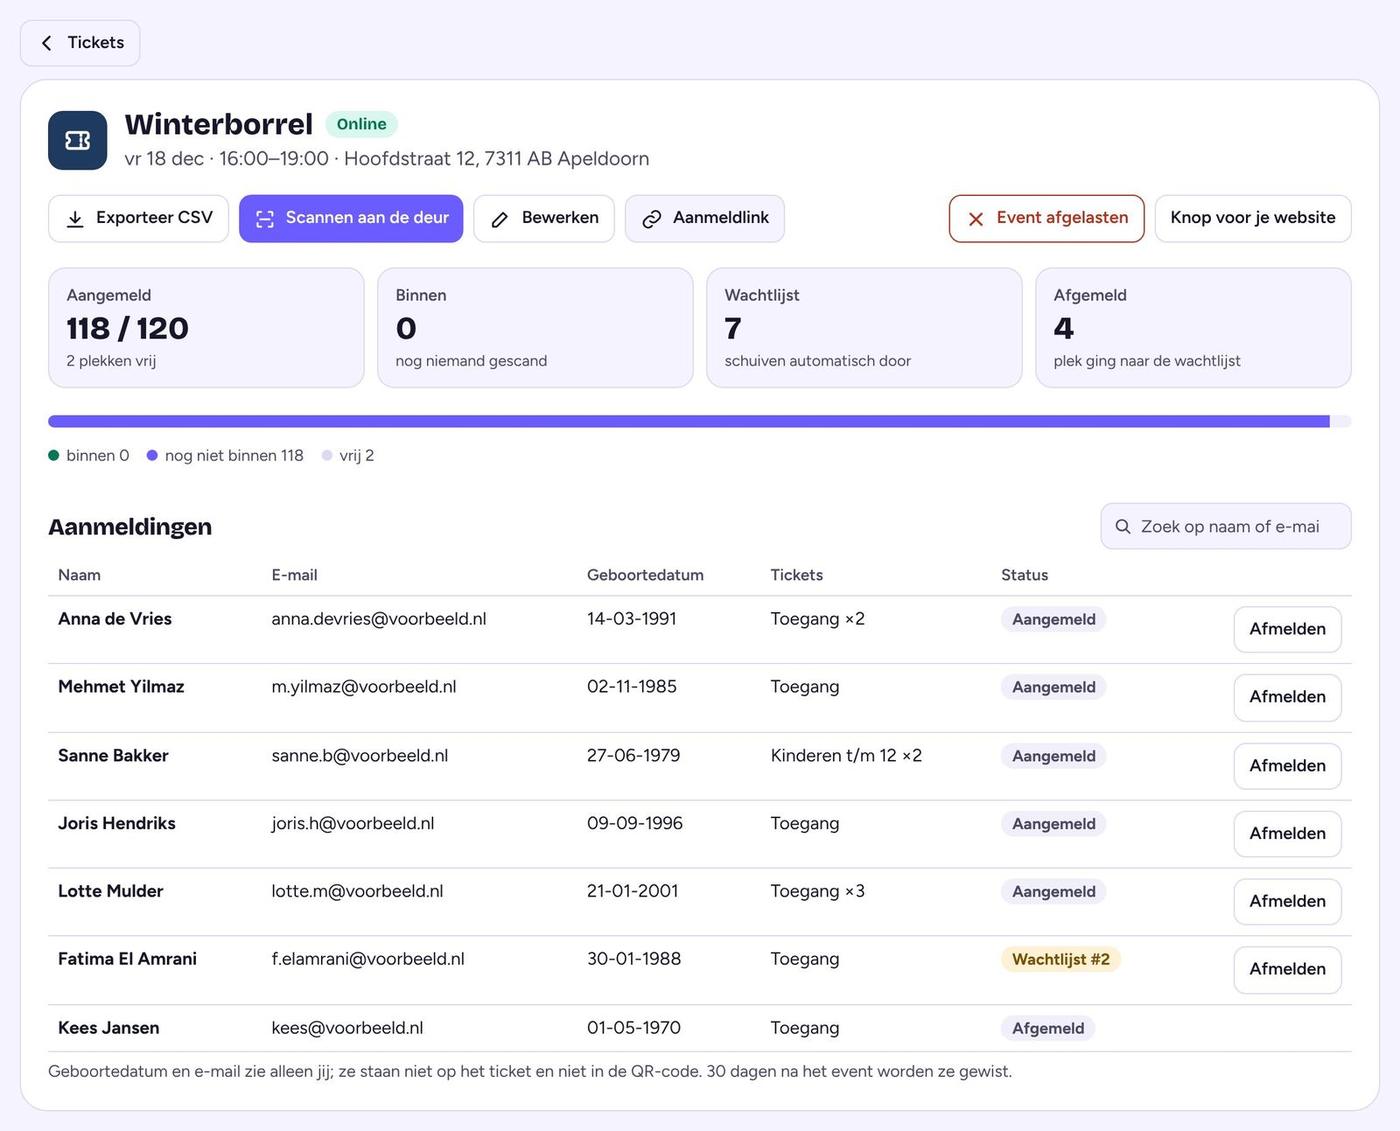 Tickets
Winterborrel Online
vr 18 dec · 16:00–19:00 · Hoofdstraat 12, 7311 AB Apeldoorn
Exporteer CSV Scannen aan de deur Bewerken Aanmeldlink Event afgelasten Knop voor je website
Aangemeld Binnen Wachtlijst Afgemeld
118 / 120 0 7 4
2 plekken vrij nog niemand gescand schuiven automatisch door plek ging naar de wachtlijst
binnen 0 nog niet binnen 118 vrij 2
Aanmeldingen Zoek op naam of e-mai
Naam E-mail Geboortedatum Tickets Status
Anna de Vries anna.devries@voorbeeld.nl 14-03-1991 Toegang ×2 Aangemeld Afmelden
Mehmet Yilmaz m.yilmaz@voorbeeld.nl 02-11-1985 Toegang Aangemeld Afmelden
Sanne Bakker sanne.b@voorbeeld.nl 27-06-1979 Kinderen t/m 12 ×2 Aangemeld Afmelden
Joris Hendriks joris.h@voorbeeld.nl 09-09-1996 Toegang Aangemeld Afmelden
Lotte Mulder lotte.m@voorbeeld.nl 21-01-2001 Toegang ×3 Aangemeld Afmelden
Fatima El Amrani f.elamrani@voorbeeld.nl 30-01-1988 Toegang Wachtlijst #2 Afmelden
Kees Jansen kees@voorbeeld.nl 01-05-1970 Toegang Afgemeld
Geboortedatum en e-mail zie alleen jij; ze staan niet op het ticket en niet in de QR-code. 30 dagen na het event worden ze gewist.